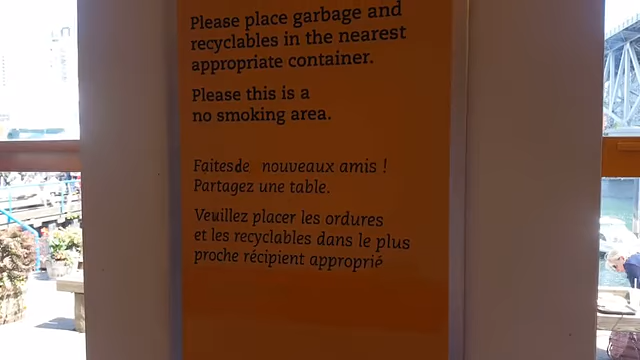 Please place garbage and
recyclables in the nearest
appropriate container.
Please this is a
no smoking area.
Faitesde nouveaux amis !
Partagez une table.
Veuillez placer les ordures
et les recyclables dans le plus
proche récipient approprié